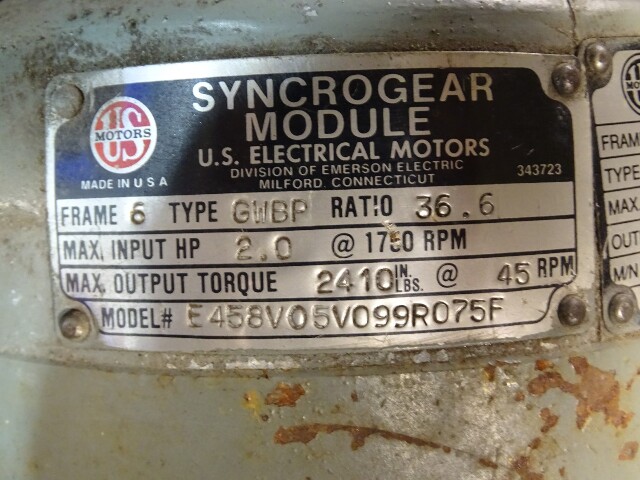 SYNCROGEAR
MODULE
U.S. ELECTRICAL MOTORS
DIVISION OF EMERSON ELECTRIC
MILFORD, CONNECTICUT
343723
US
MOTORS
MADE IN U S A
FRAME 6 TYPE GWBP RATIO 36.6
MAX. INPUT HP 2.0 @ 1750 RPM
MAX. OUTPUT TORQUE 2410 IN. LBS. @ 45 RPM
MODEL# E458V05V099R075F
FRAM
TYPE
MAX.
OUT
M/N